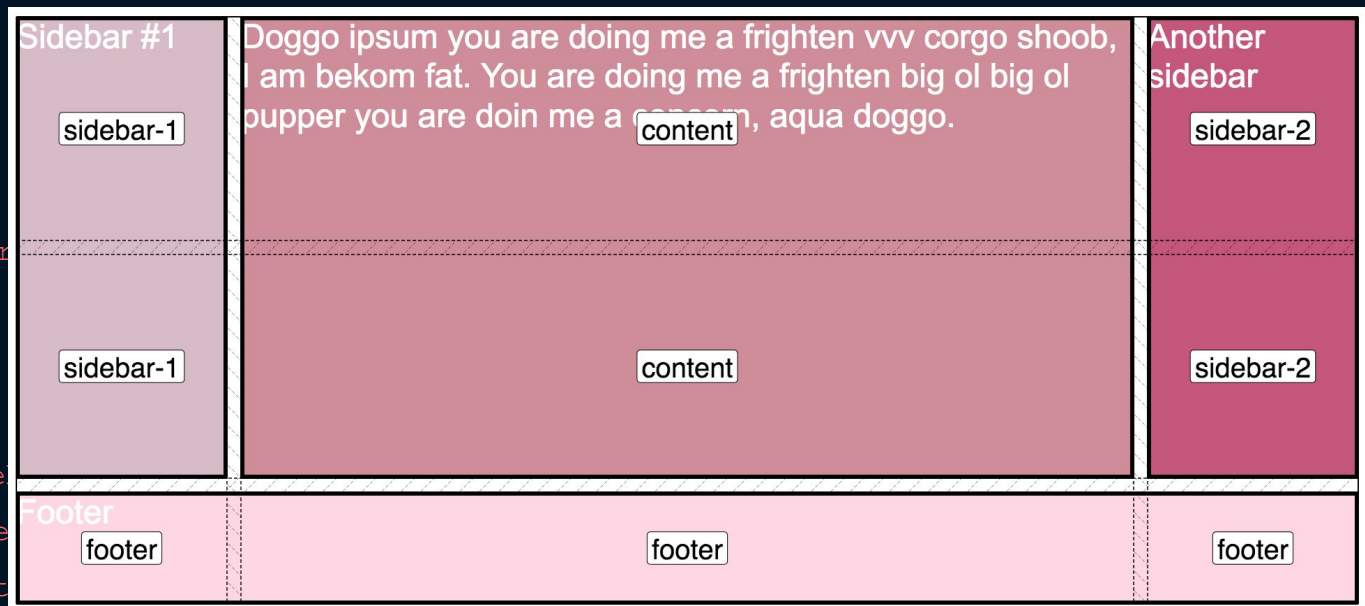 Sidebar #1
Doggo ipsum you are doing me a frighten vvv corgo shoob,
I am bekom fat. You are doing me a frighten big ol big ol
pupper you are doin me a , aqua doggo.
Another
sidebar
sidebar-1
content
sidebar-2
sidebar-1
content
sidebar-2
Footer
footer
footer
footer